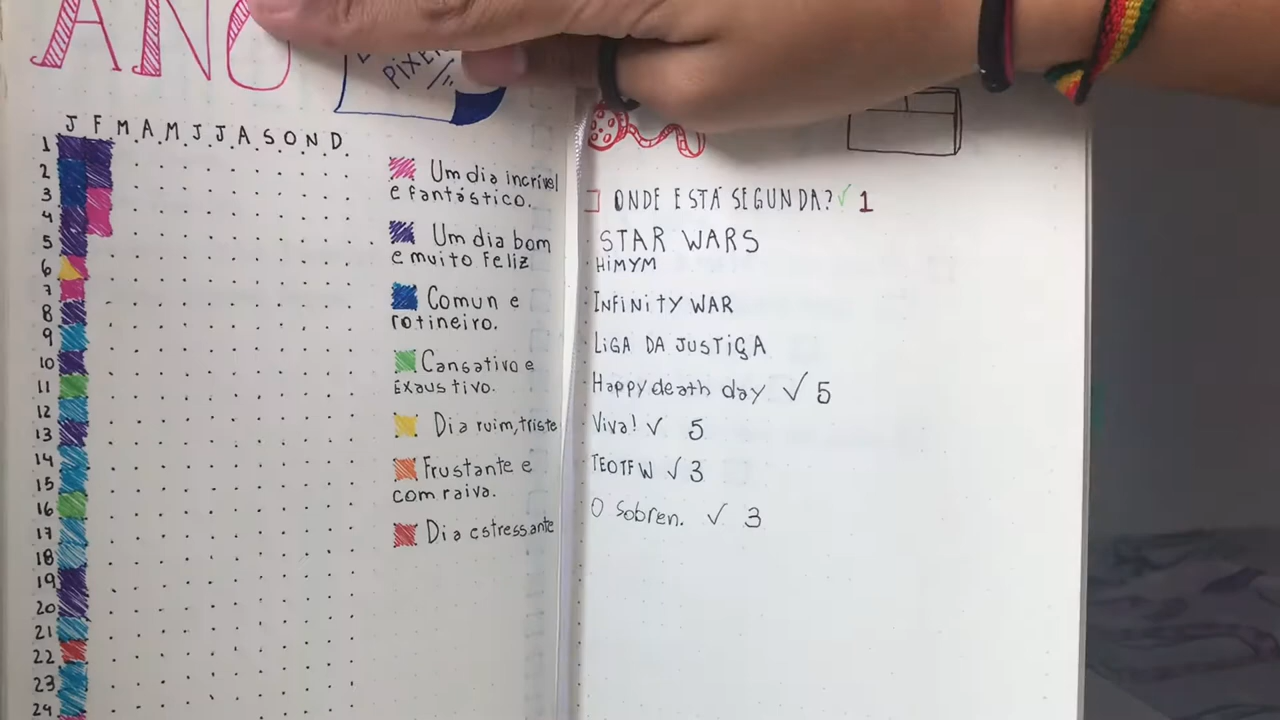 ANO
PIXE
J F M A M J J A S O N D
1
2
3
4
5
6
7
8
9
10
11
12
13
14
15
16
17
18
19
20
21
22
23
24
Um dia incrível
e fantástico.
Um dia bom
e muito feliz
Comun e
rotineiro.
Cansativo e
Exaustivo.
Dia ruim, triste
Frustante e
com raiva.
Dia estressante
ONDE ESTÁ SEGUNDA? ✓ 1
STAR WARS
HIMYM
INFINITY WAR
LIGA DA JUSTIÇA
Happy death day ✓ 5
Viva! ✓ 5
TEOTFW ✓ 3
O Sobren. ✓ 3